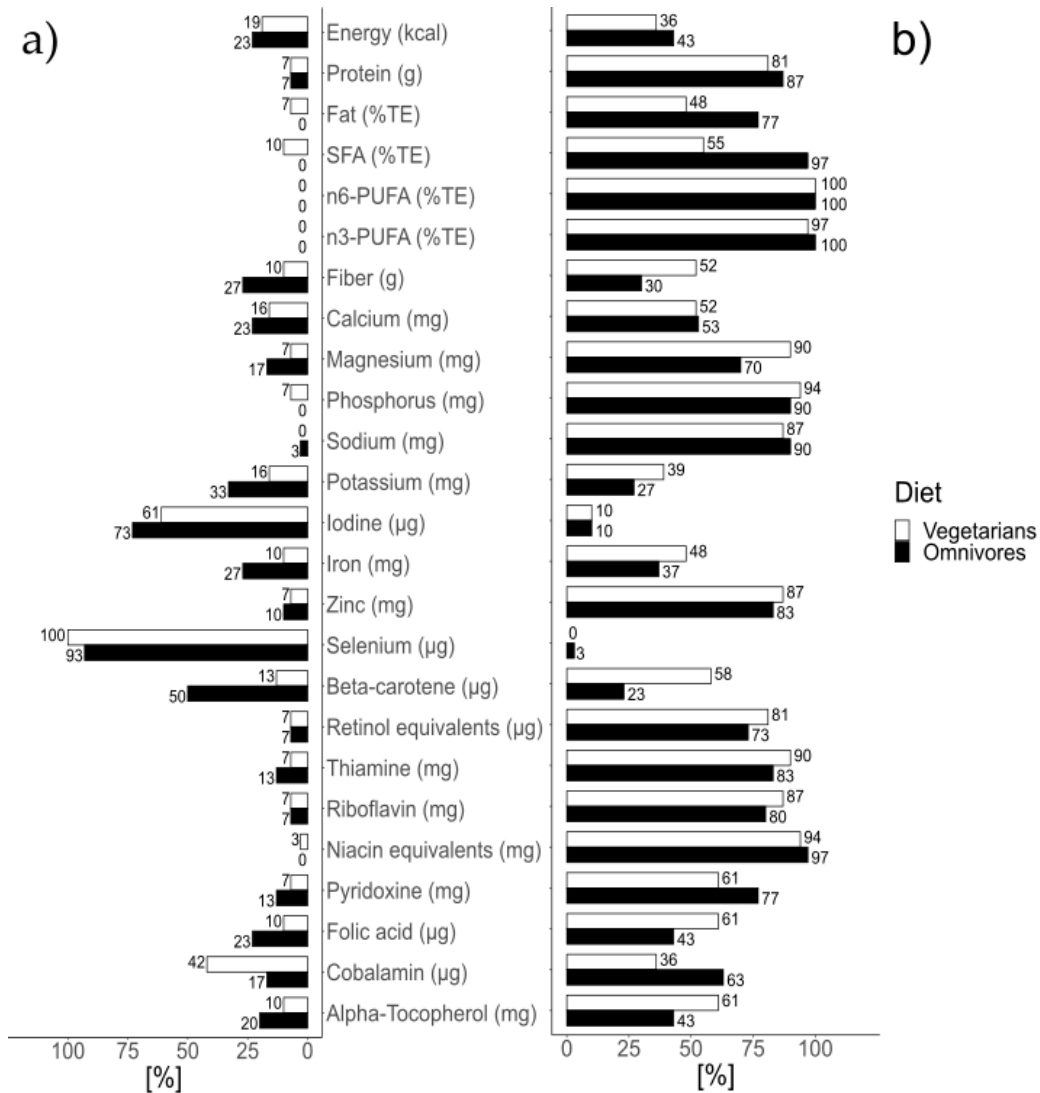 a)
b)
19 Energy (kcal) 36
23 43
7 Protein (g) 81
7 87
7 Fat (%TE) 48
0 77
10 SFA (%TE) 55
0 97
0 n6-PUFA (%TE) 100
0 100
0 n3-PUFA (%TE) 97
0 100
10 Fiber (g) 52
27 30
16 Calcium (mg) 52
23 53
7 Magnesium (mg) 90
17 70
7 Phosphorus (mg) 94
0 90
0 Sodium (mg) 87
3 90
16 Potassium (mg) 39
33 27
61 Iodine (µg) 10
73 10
10 Iron (mg) 48
27 37
7 Zinc (mg) 87
10 83
100 Selenium (µg) 0
93 3
13 Beta-carotene (µg) 58
50 23
7 Retinol equivalents (µg) 81
7 73
7 Thiamine (mg) 90
13 83
7 Riboflavin (mg) 87
7 80
3 Niacin equivalents (mg) 94
0 97
7 Pyridoxine (mg) 61
13 77
10 Folic acid (µg) 61
23 43
42 Cobalamin (µg) 36
17 63
10 Alpha-Tocopherol (mg) 61
20 43
100 75 50 25 0
[%]
0 25 50 75 100
[%]
Diet
Vegetarians
Omnivores